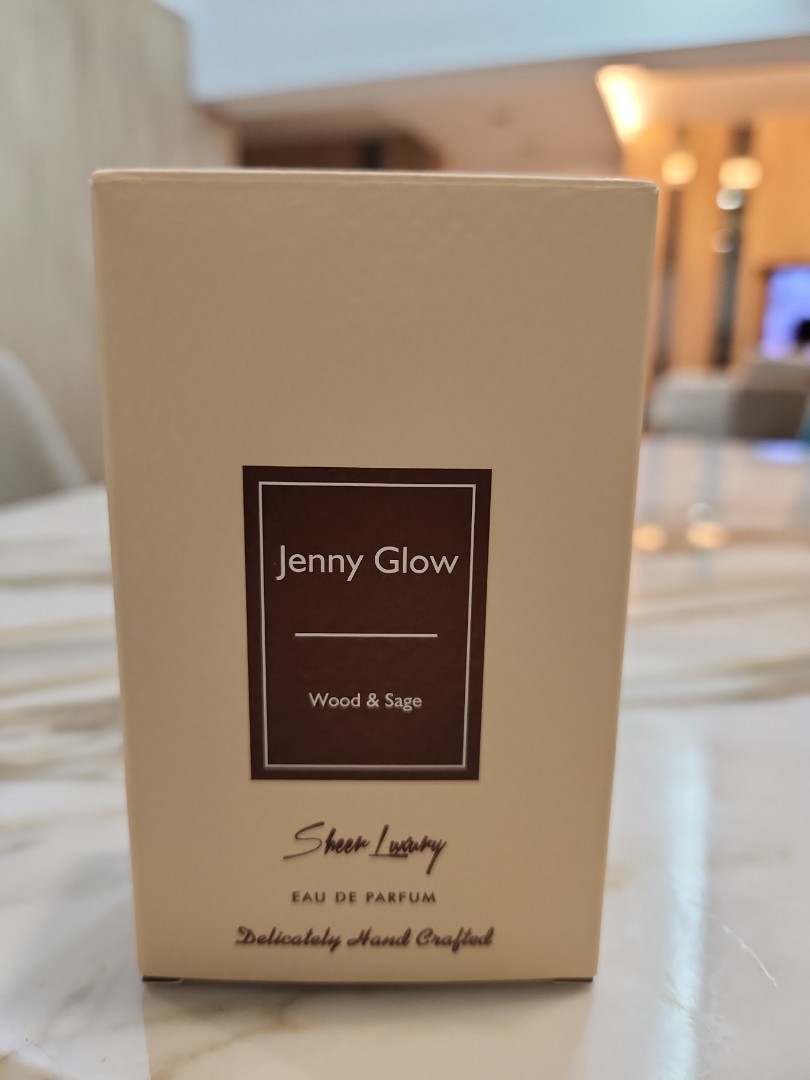 Jenny Glow
Wood & Sage
Sheer Luxury
EAU DE PARFUM
Delicately Hand Crafted